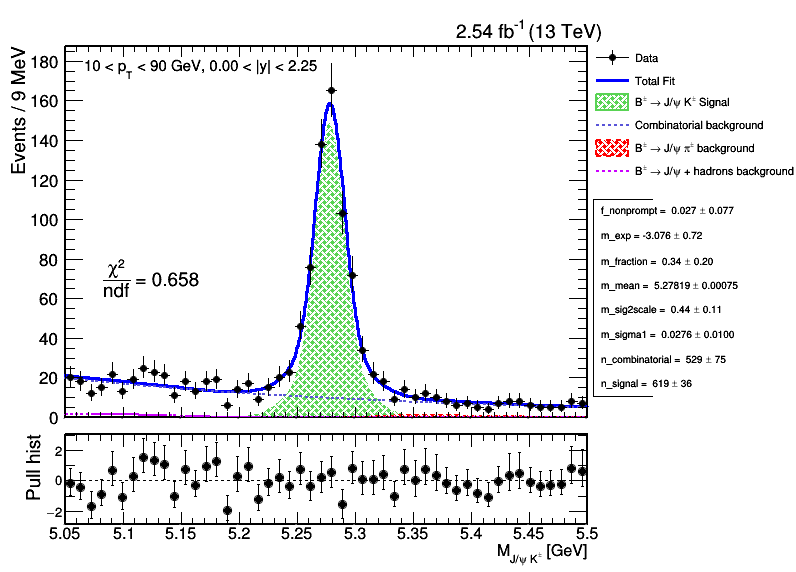 2.54 fb⁻¹ (13 TeV)
Events / 9 MeV
10 < p_T < 90 GeV, 0.00 < |y| < 2.25
χ²/ndf = 0.658
180
160
140
120
100
80
60
40
20
0
Data
Total Fit
B± → J/ψ K± Signal
Combinatorial background
B± → J/ψ π± background
B± → J/ψ + hadrons background
f_nonprompt = 0.027 ± 0.077
m_exp = -3.076 ± 0.72
m_fraction = 0.34 ± 0.20
m_mean = 5.27819 ± 0.00075
m_sig2scale = 0.44 ± 0.11
m_sigma1 = 0.0276 ± 0.0100
n_combinatorial = 529 ± 75
n_signal = 619 ± 36
Pull hist
2
0
−2
5.05 5.1 5.15 5.2 5.25 5.3 5.35 5.4 5.45 5.5
M_J/ψ K± [GeV]